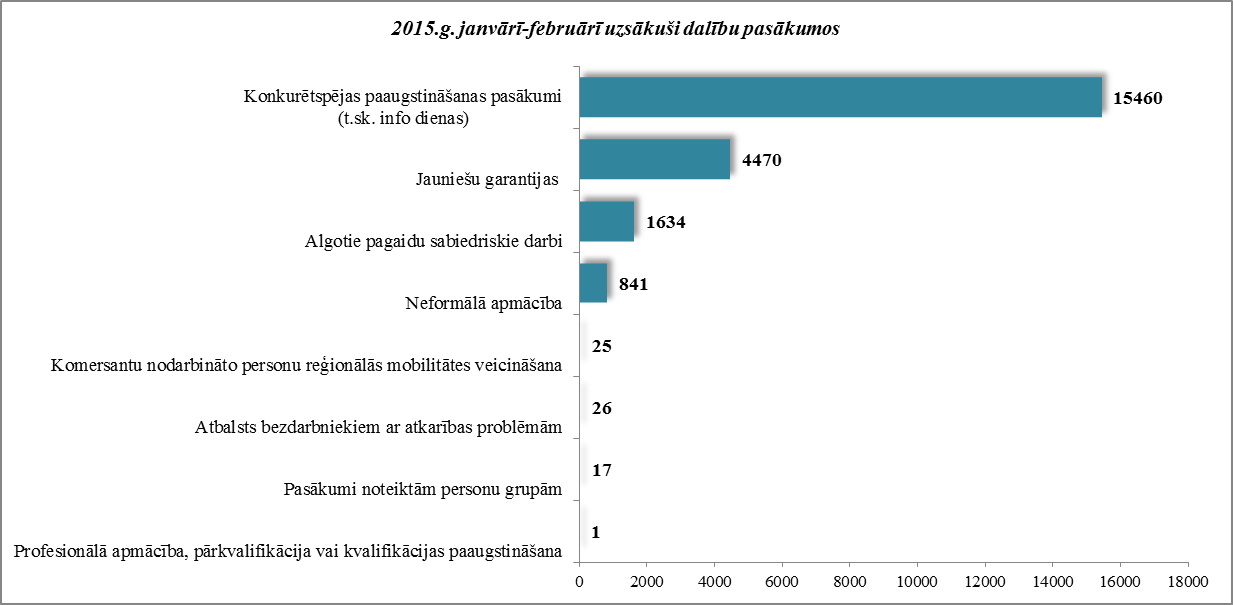 2015.g. janvārī-februārī uzsākuši dalību pasākumos
Konkurētspējas paaugstināšanas pasākumi
(t.sk. info dienas)
15460
Jauniešu garantijas
4470
Algotie pagaidu sabiedriskie darbi
1634
Neformālā apmācība
841
Komersantu nodarbināto personu reģionālās mobilitātes veicināšana
25
Atbalsts bezdarbniekiem ar atkarības problēmām
26
Pasākumi noteiktām personu grupām
17
Profesionālā apmācība, pārkvalifikācija vai kvalifikācijas paaugstināšana
1
0 2000 4000 6000 8000 10000 12000 14000 16000 18000